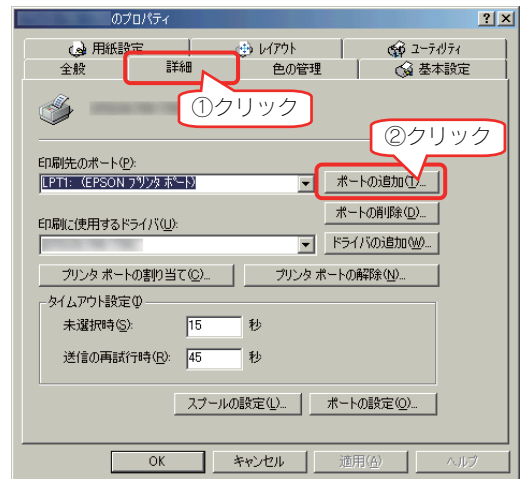 のプロパティ
用紙設定 レイアウト ユーティリティ
全般 詳細 色の管理 基本設定
①クリック
②クリック
印刷先のポート(P):
LPT1: (EPSON プリンタ ポート) ポートの追加(T)...
ポートの削除(D)...
印刷に使用するドライバ(U):
ドライバの追加(W)...
プリンタ ポートの割り当て(C)... プリンタ ポートの解除(N)...
タイムアウト設定①
未選択時(S): 15 秒
送信の再試行時(R): 45 秒
スプールの設定(L)... ポートの設定(O)...
OK キャンセル 適用(A) ヘルプ